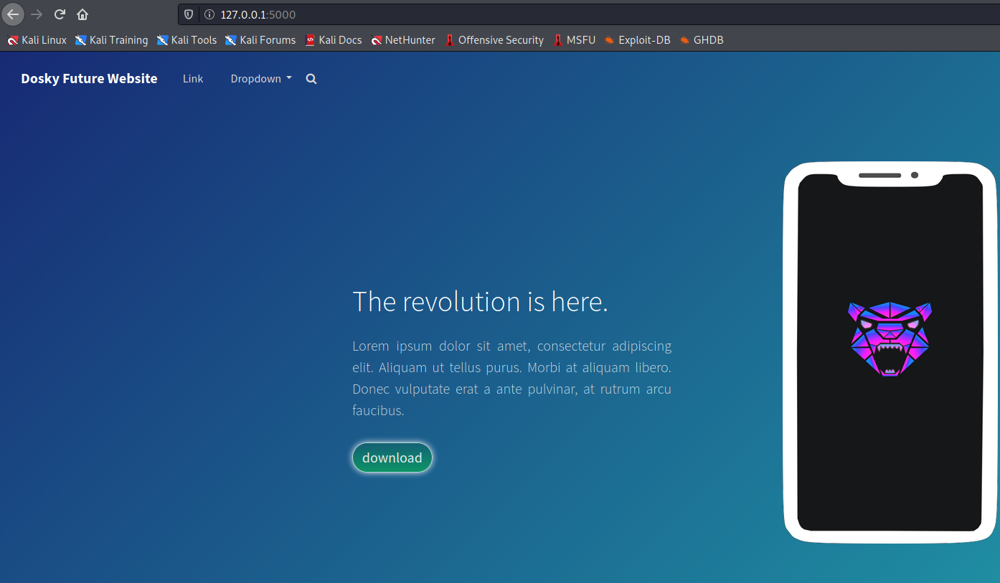 127.0.0.1:5000
Kali Linux Kali Training Kali Tools Kali Forums Kali Docs NetHunter Offensive Security MSFU Exploit-DB GHDB
Dosky Future Website Link Dropdown
The revolution is here.
Lorem ipsum dolor sit amet, consectetur adipiscing
elit. Aliquam ut tellus purus. Morbi at aliquam libero.
Donec vulputate erat a ante pulvinar, at rutrum arcu
faucibus.
download